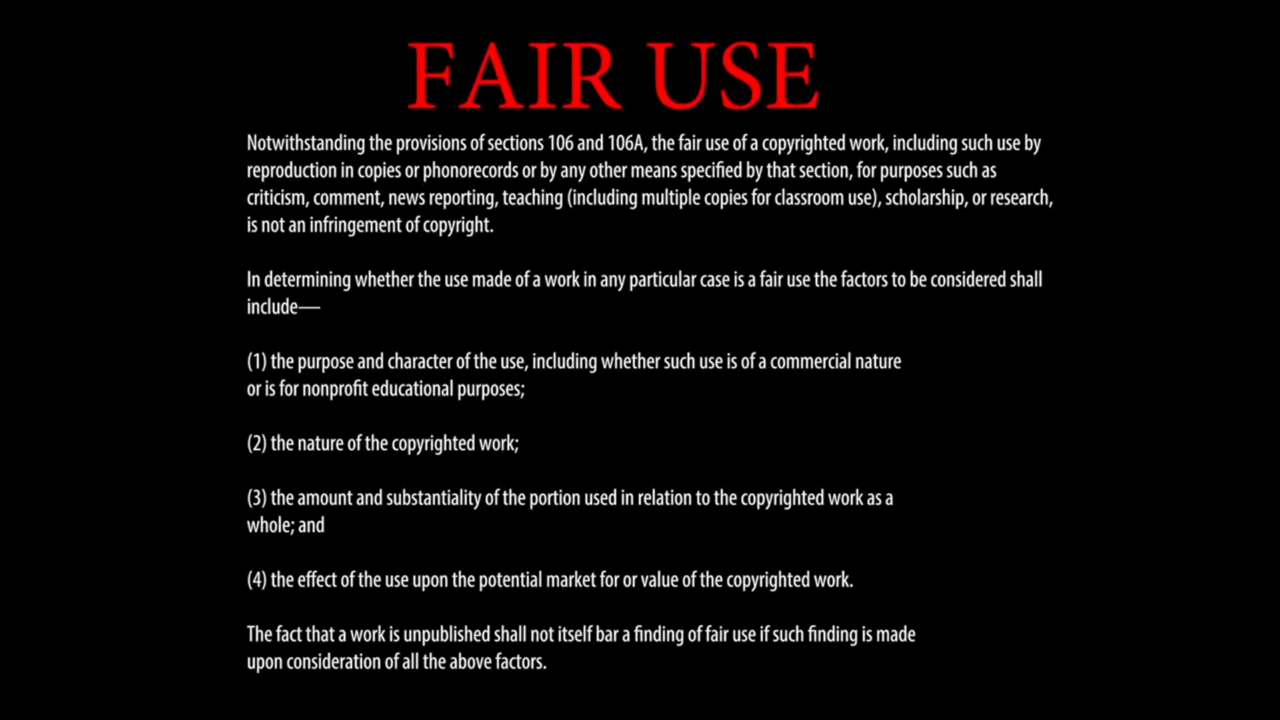 FAIR USE
Notwithstanding the provisions of sections 106 and 106A, the fair use of a copyrighted work, including such use by
reproduction in copies or phonorecords or by any other means specified by that section, for purposes such as
criticism, comment, news reporting, teaching (including multiple copies for classroom use), scholarship, or research,
is not an infringement of copyright.
In determining whether the use made of a work in any particular case is a fair use the factors to be considered shall
include—
(1) the purpose and character of the use, including whether such use is of a commercial nature
or is for nonprofit educational purposes;
(2) the nature of the copyrighted work;
(3) the amount and substantiality of the portion used in relation to the copyrighted work as a
whole; and
(4) the effect of the use upon the potential market for or value of the copyrighted work.
The fact that a work is unpublished shall not itself bar a finding of fair use if such finding is made
upon consideration of all the above factors.